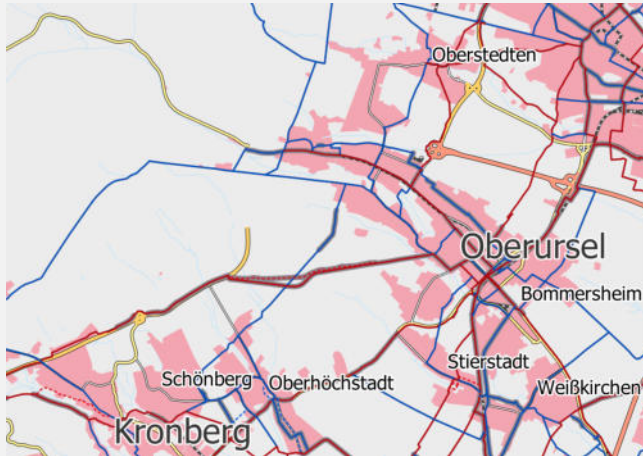 Oberstedten
Oberursel
Bommersheim
Stierstadt
Schönberg
Oberhöchstadt
Weißkirchen
Kronberg